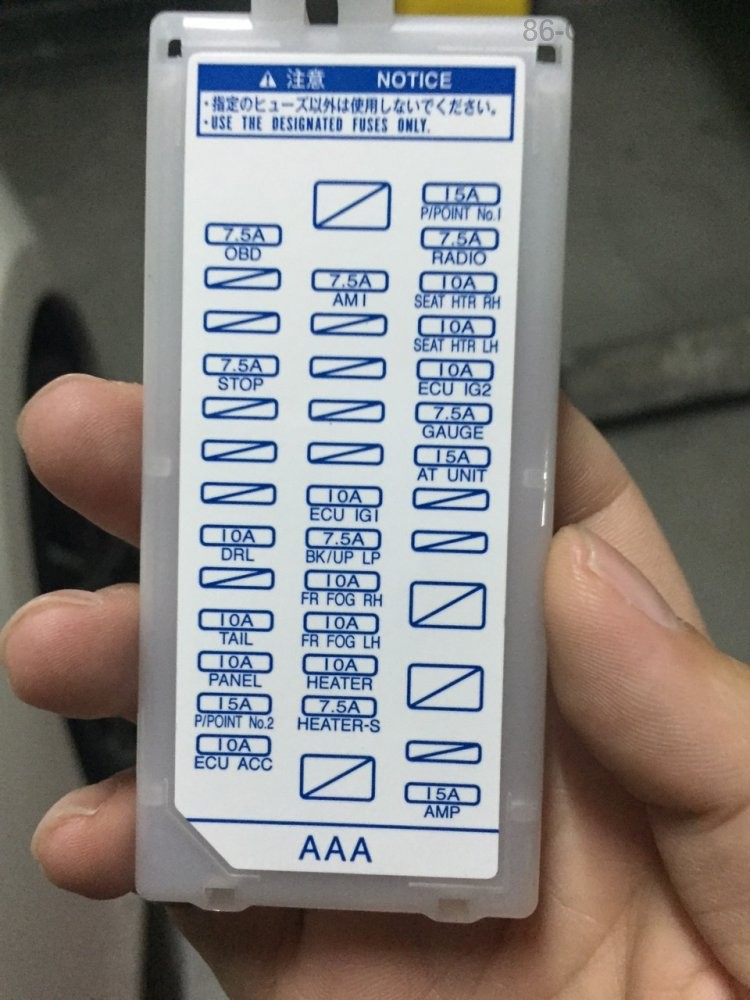 86-
⚠ 注意 NOTICE
・指定のヒューズ以外は使用しないでください。
・USE THE DESIGNATED FUSES ONLY.
7.5A
OBD
7.5A
STOP
10A
DRL
10A
TAIL
10A
PANEL
15A
P/POINT No.2
10A
ECU ACC
7.5A
AM1
10A
ECU IG1
7.5A
BK/UP LP
10A
FR FOG RH
10A
FR FOG LH
10A
HEATER
7.5A
HEATER-S
15A
P/POINT No.1
7.5A
RADIO
10A
SEAT HTR RH
10A
SEAT HTR LH
10A
ECU IG2
7.5A
GAUGE
15A
AT UNIT
15A
AMP
AAA